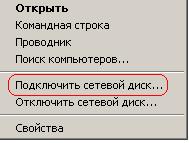 Открыть
Командная строка
Проводник
Поиск компьютеров...
Подключить сетевой диск...
Отключить сетевой диск...
Свойства